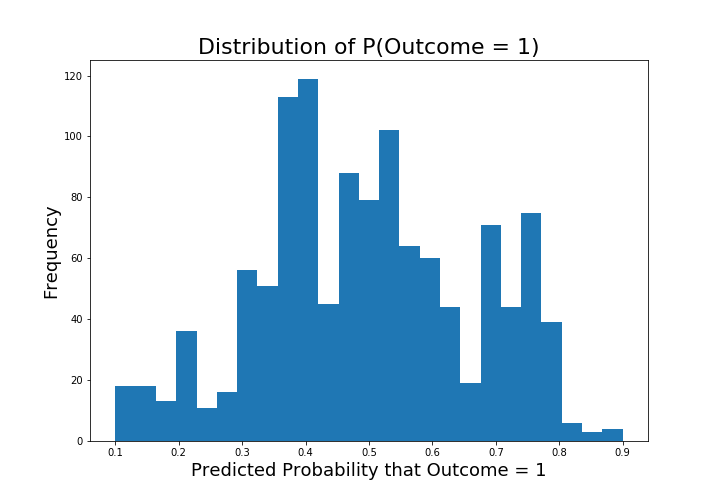 Distribution of P(Outcome = 1)
120
100
80
60
40
20
0
Frequency
0.1 0.2 0.3 0.4 0.5 0.6 0.7 0.8 0.9
Predicted Probability that Outcome = 1